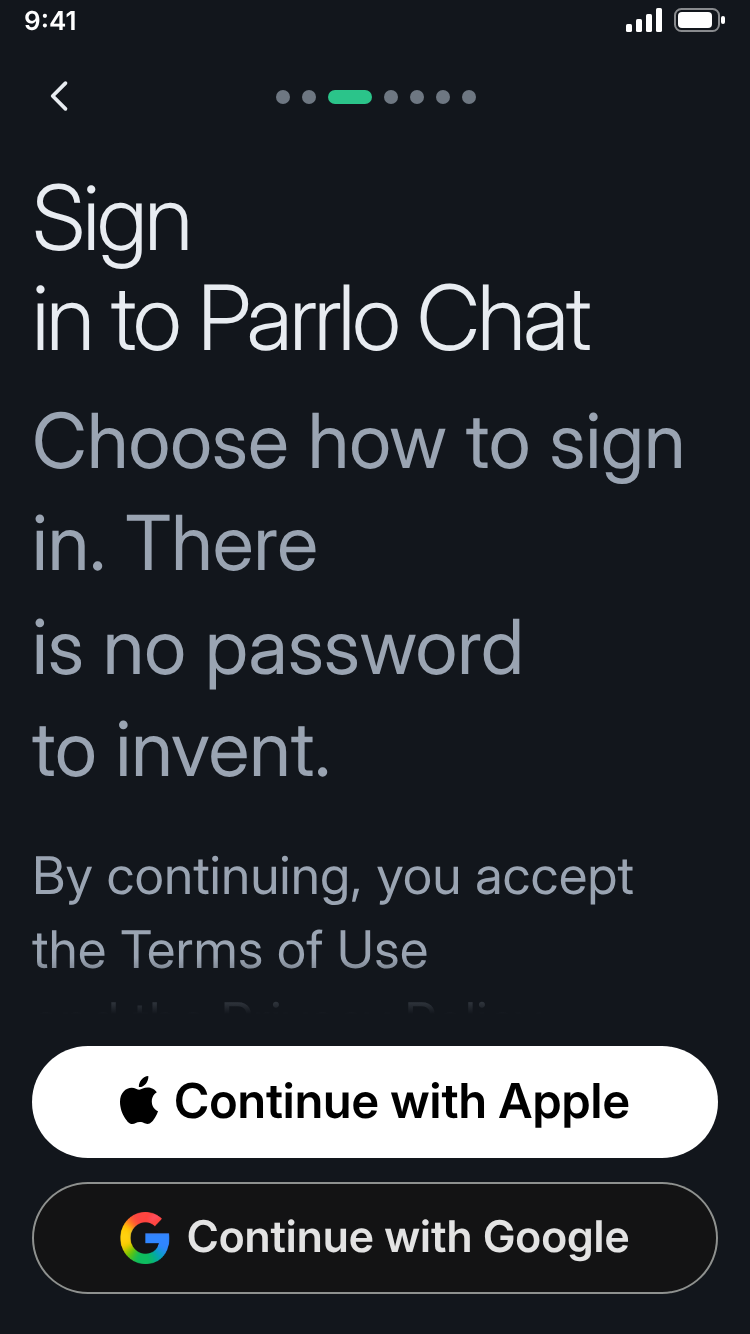 9:41
Sign
in to Parrlo Chat
Choose how to sign
in. There
is no password
to invent.
By continuing, you accept
the Terms of Use
Continue with Apple
Continue with Google